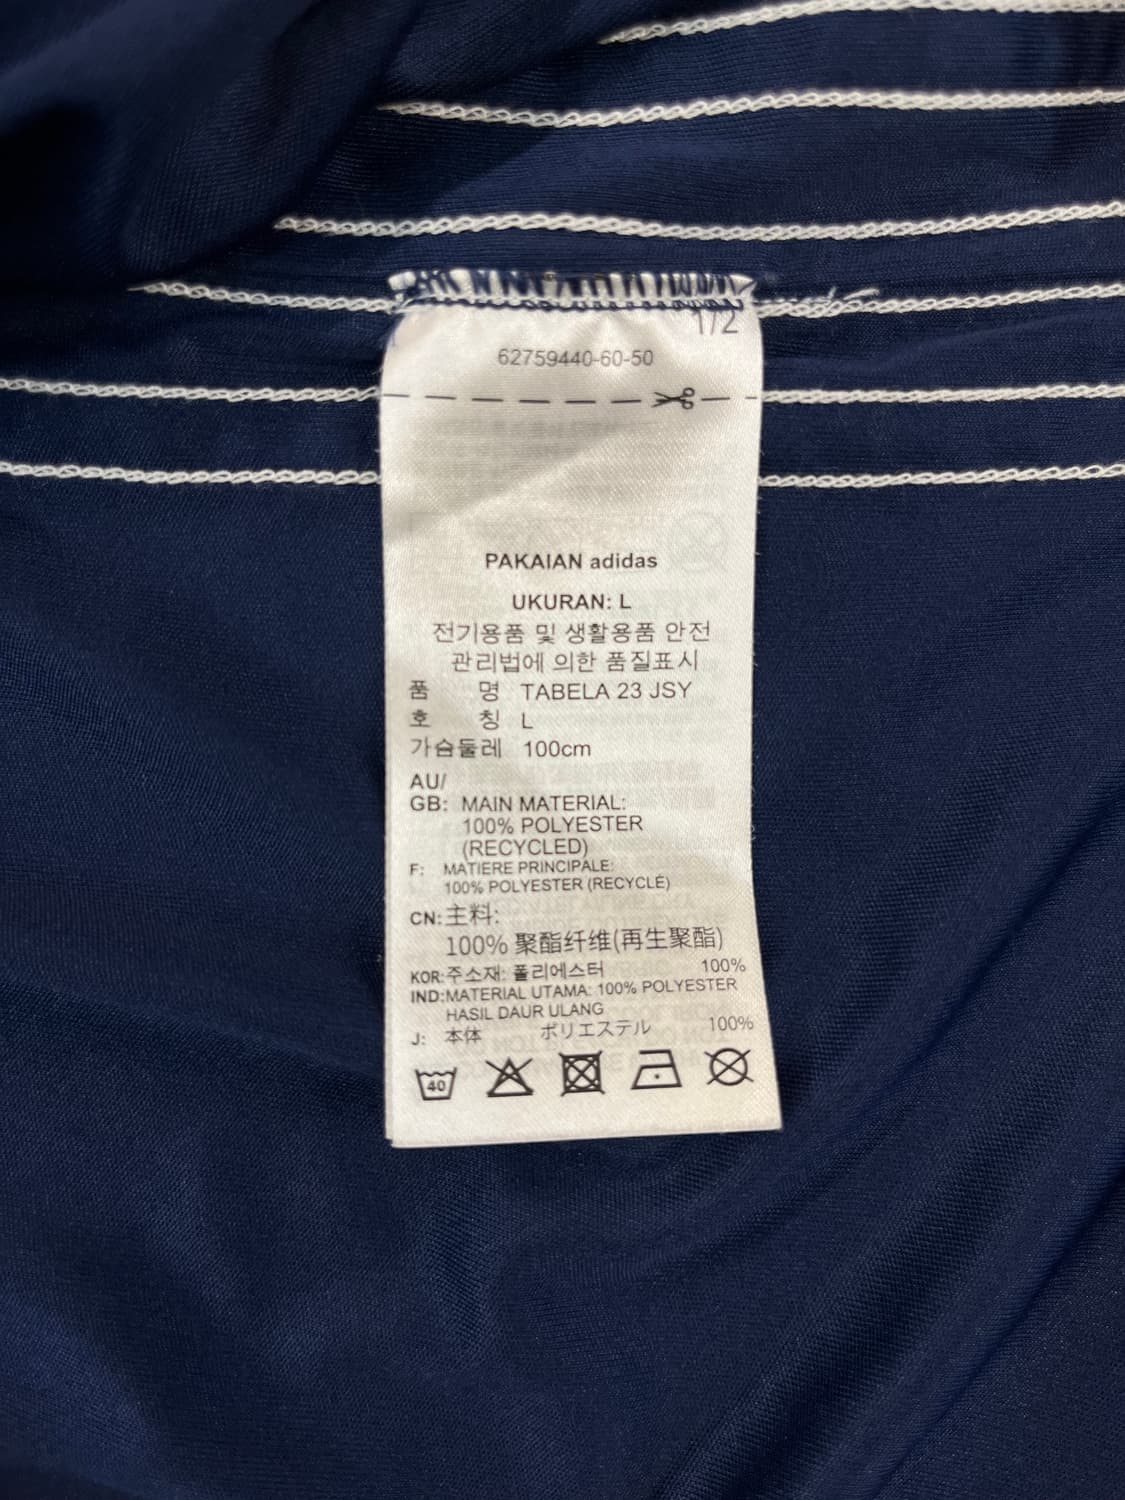 1/2
62759440-60-50
PAKAIAN adidas
UKURAN: L
전기용품 및 생활용품 안전
관리법에 의한 품질표시
품 명 TABELA 23 JSY
호 칭 L
가슴둘레 100cm
AU/
GB: MAIN MATERIAL:
100% POLYESTER
(RECYCLED)
F: MATIERE PRINCIPALE:
100% POLYESTER (RECYCLÉ)
CN: 主料:
100% 聚酯纤维(再生聚酯)
KOR: 주소재: 폴리에스터 100%
IND: MATERIAL UTAMA: 100% POLYESTER
HASIL DAUR ULANG
J: 本体 ポリエステル 100%
40